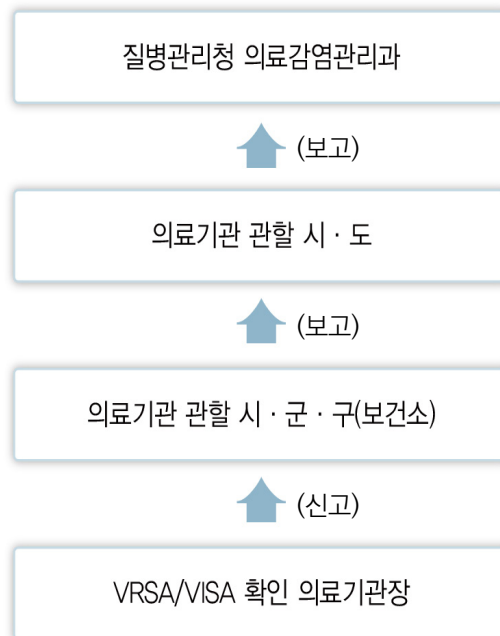 질병관리청 의료감염관리과
(보고)
의료기관 관할 시 · 도
(보고)
의료기관 관할 시 · 군 · 구(보건소)
(신고)
VRSA/VISA 확인 의료기관장